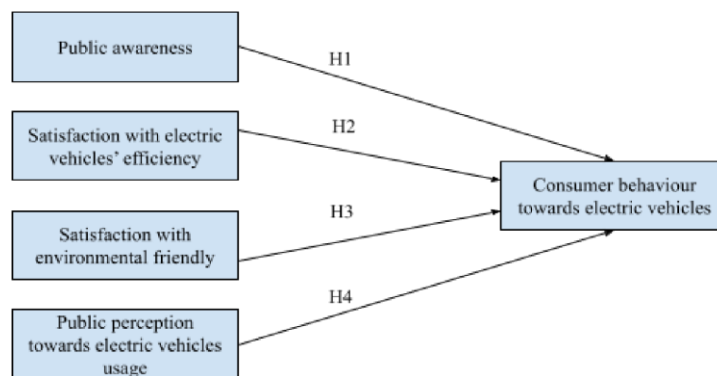 Public awareness
H1
Satisfaction with electric
vehicles' efficiency
H2
Consumer behaviour
towards electric vehicles
Satisfaction with
environmental friendly
H3
Public perception
towards electric vehicles
usage
H4